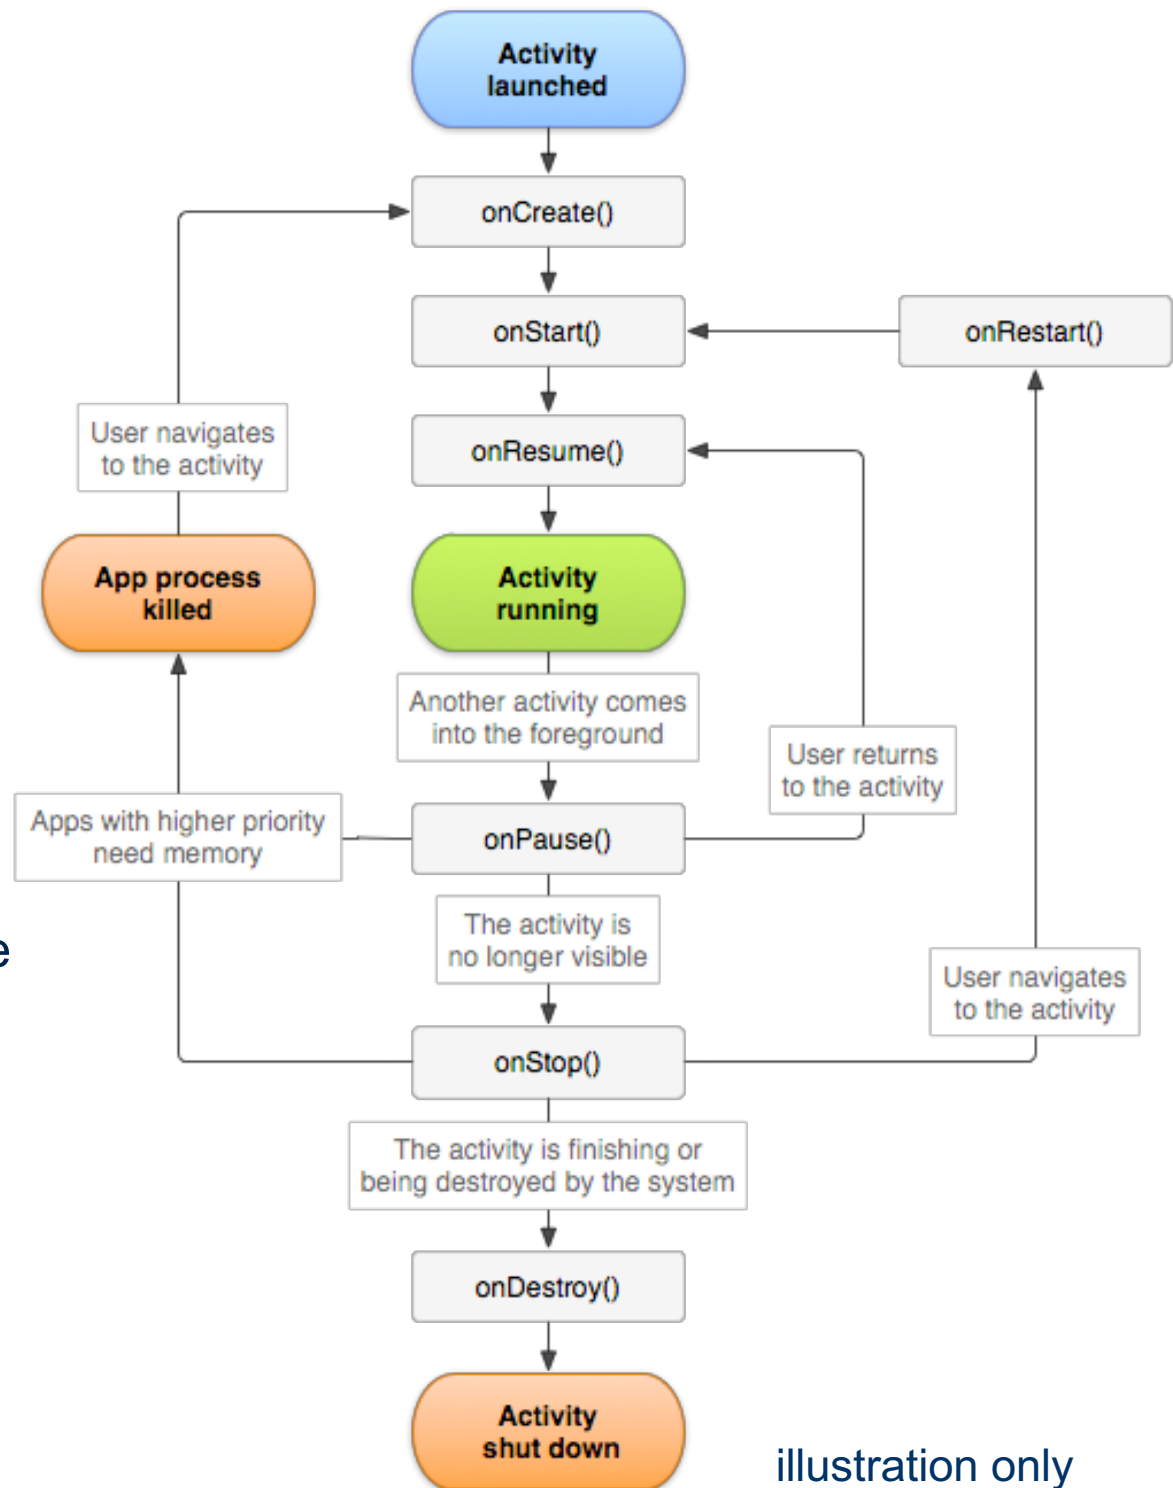 Activity
launched
onCreate()
onStart()
onRestart()
User navigates
to the activity
onResume()
App process
killed
Activity
running
Another activity comes
into the foreground
User returns
to the activity
Apps with higher priority
need memory
onPause()
The activity is
no longer visible
e
User navigates
to the activity
onStop()
The activity is finishing or
being destroyed by the system
onDestroy()
Activity
shut down
illustration only